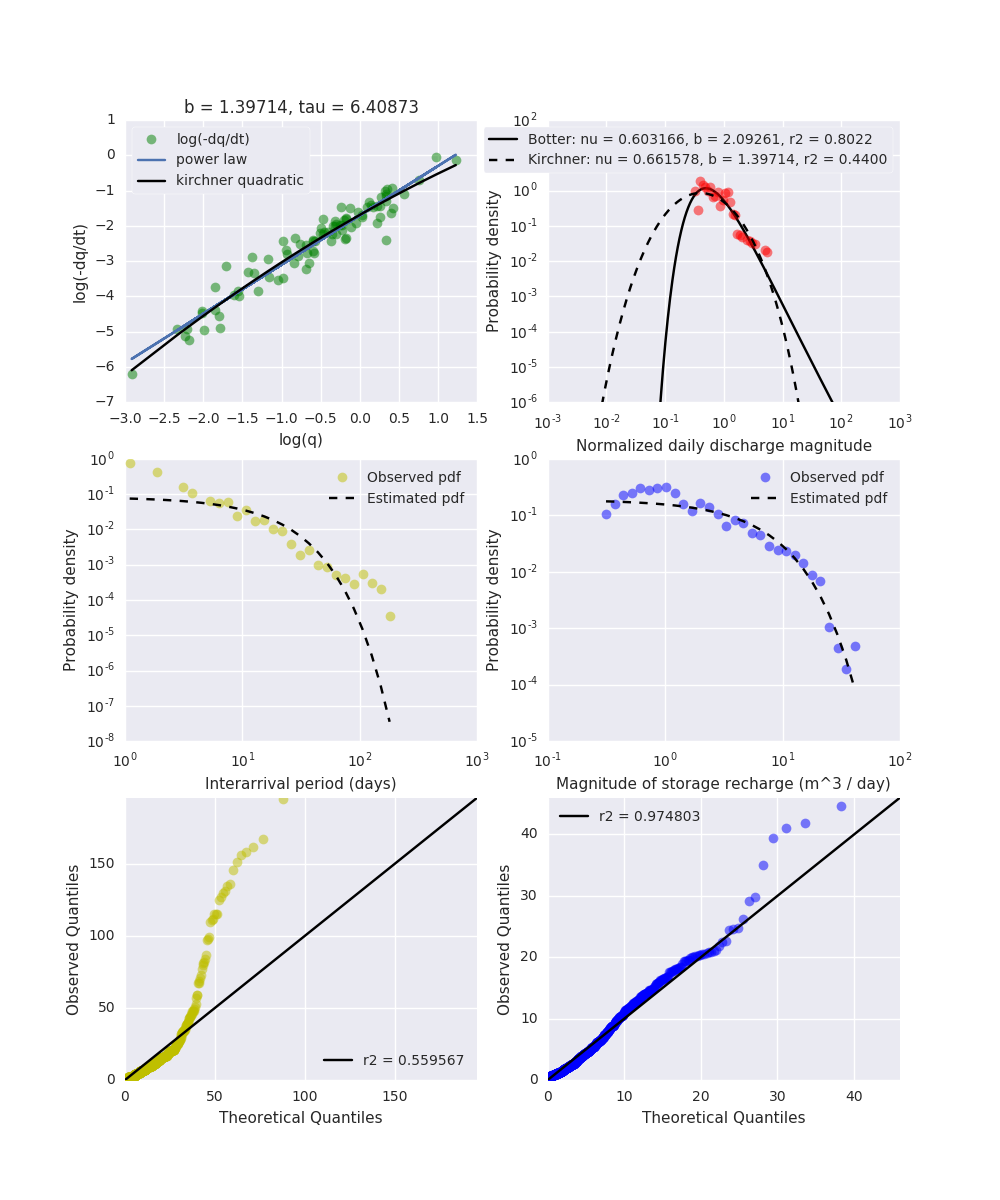 b = 1.39714, tau = 6.40873
1
0
−1
−2
−3
−4
−5
−6
−7
log(-dq/dt)
log(-dq/dt)
power law
kirchner quadratic
−3.0 −2.5 −2.0 −1.5 −1.0 −0.5 0.0 0.5 1.0 1.5
log(q)
10^2
Botter: nu = 0.603166, b = 2.09261, r2 = 0.8022
Kirchner: nu = 0.661578, b = 1.39714, r2 = 0.4400
10^0
10^-1
10^-2
10^-3
10^-4
10^-5
10^-6
Probability density
10^-3 10^-2 10^-1 10^0 10^1 10^2 10^3
Normalized daily discharge magnitude
10^0
10^-1
10^-2
10^-3
10^-4
10^-5
10^-6
10^-7
10^-8
Probability density
Observed pdf
Estimated pdf
10^0 10^1 10^2 10^3
Interarrival period (days)
10^0
10^-1
10^-2
10^-3
10^-4
10^-5
Probability density
Observed pdf
Estimated pdf
10^-1 10^0 10^1 10^2
Magnitude of storage recharge (m^3 / day)
150
100
50
0
Observed Quantiles
r2 = 0.559567
0 50 100 150
Theoretical Quantiles
40
30
20
10
0
Observed Quantiles
r2 = 0.974803
0 10 20 30 40
Theoretical Quantiles